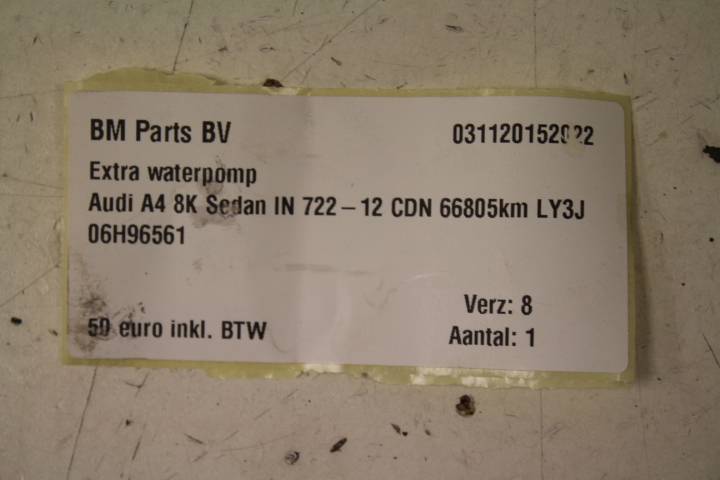 BM Parts BV
Extra waterpomp
Audi A4 8K Sedan IN 722 – 12 CDN 66805km LY3J
06H96561
Verz: 8
50 euro inkl. BTW
Aantal: 1